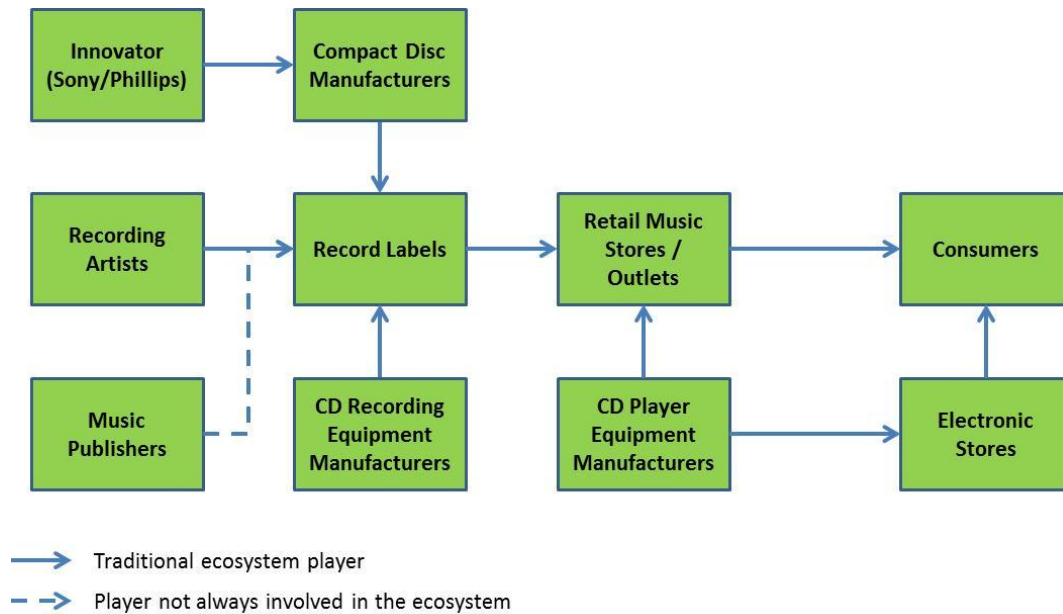 Innovator
(Sony/Phillips)
Compact Disc
Manufacturers
Recording
Artists
Record Labels
Retail Music
Stores /
Outlets
Consumers
Music
Publishers
CD Recording
Equipment
Manufacturers
CD Player
Equipment
Manufacturers
Electronic
Stores
Traditional ecosystem player
Player not always involved in the ecosystem